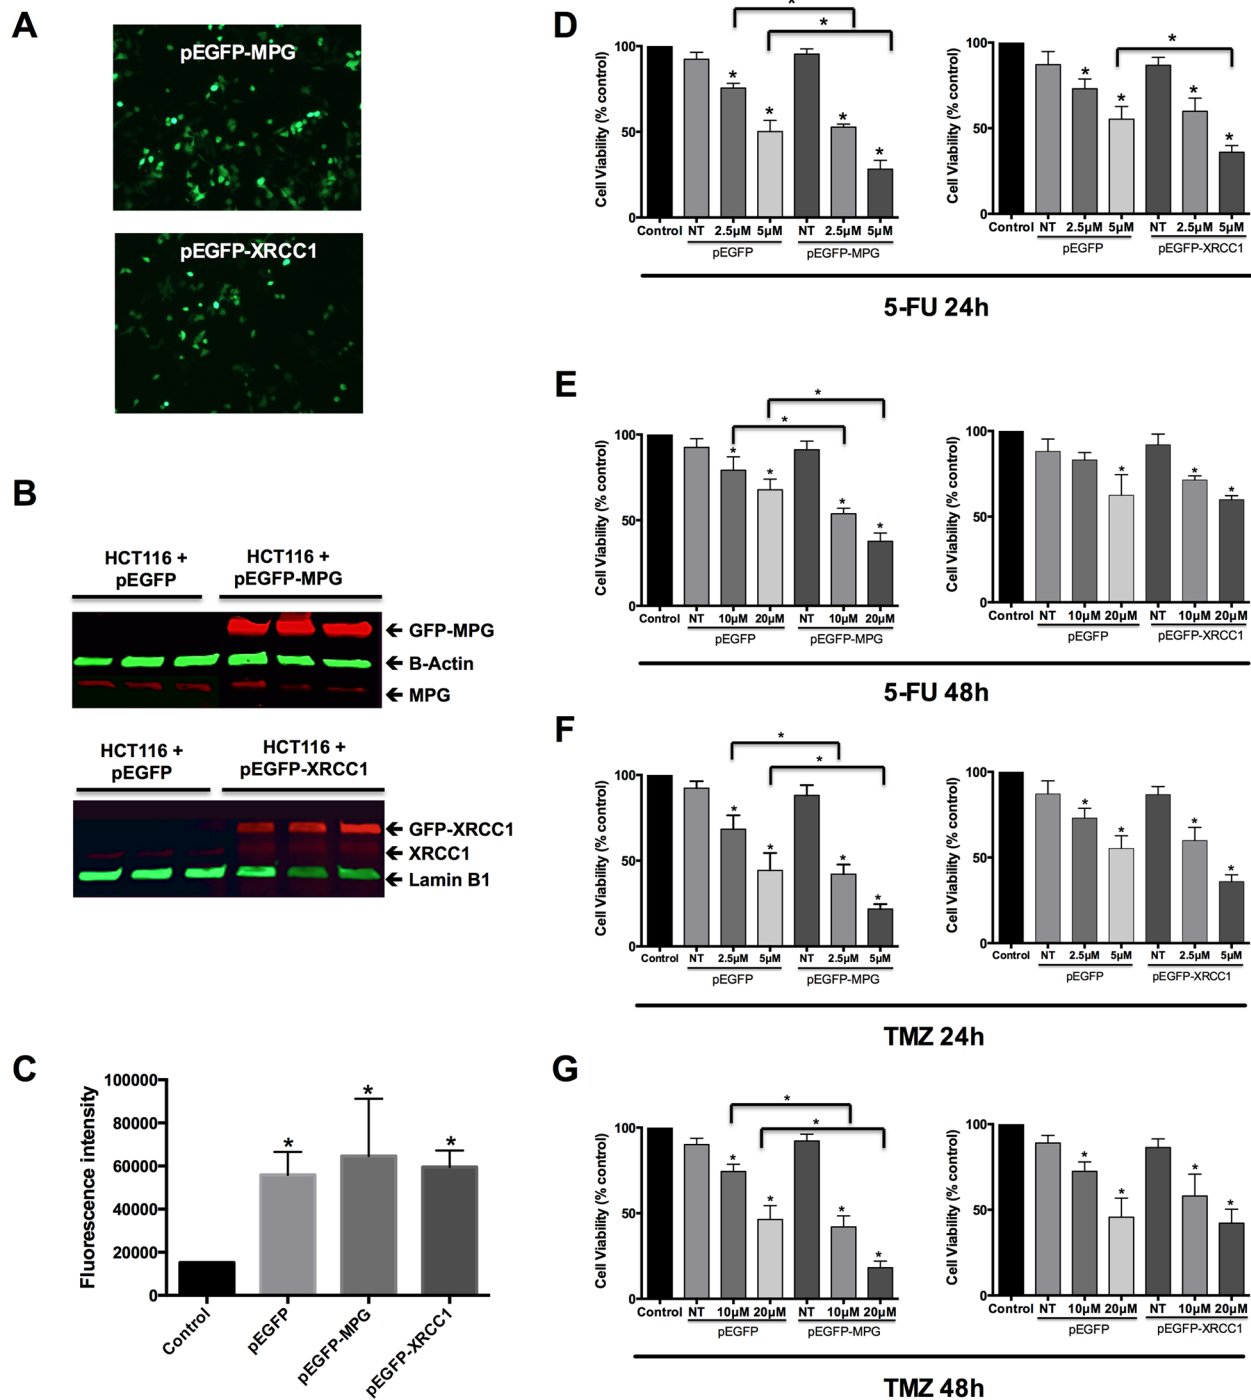 A
pEGFP-MPG
pEGFP-XRCC1
B
HCT116 +
pEGFP
HCT116 +
pEGFP-MPG
GFP-MPG
B-Actin
MPG
HCT116 +
pEGFP
HCT116 +
pEGFP-XRCC1
GFP-XRCC1
XRCC1
Lamin B1
C
Fluorescence intensity
100000
80000
60000
40000
20000
0
* * *
Control pEGFP pEGFP-MPG pEGFP-XRCC1
D
* *
Cell Viability (% control)
100
50
0
* * * *
Control NT 2.5µM 5µM NT 2.5µM 5µM
pEGFP pEGFP-MPG
*
Cell Viability (% control)
100
50
0
* * * *
Control NT 2.5µM 5µM NT 2.5µM 5µM
pEGFP pEGFP-XRCC1
5-FU 24h
E
* *
Cell Viability (% control)
100
50
0
* * * *
Control NT 10µM 20µM NT 10µM 20µM
pEGFP pEGFP-MPG
Cell Viability (% control)
100
50
0
* * *
Control NT 10µM 20µM NT 10µM 20µM
pEGFP pEGFP-XRCC1
5-FU 48h
F
* *
Cell Viability (% control)
100
50
0
* * * *
Control NT 2.5µM 5µM NT 2.5µM 5µM
pEGFP pEGFP-MPG
Cell Viability (% control)
100
50
0
* * * *
Control NT 2.5µM 5µM NT 2.5µM 5µM
pEGFP pEGFP-XRCC1
TMZ 24h
G
* *
Cell Viability (% control)
100
50
0
* * * *
Control NT 10µM 20µM NT 10µM 20µM
pEGFP pEGFP-MPG
Cell Viability (% control)
100
50
0
* * * *
Control NT 10µM 20µM NT 10µM 20µM
pEGFP pEGFP-XRCC1
TMZ 48h